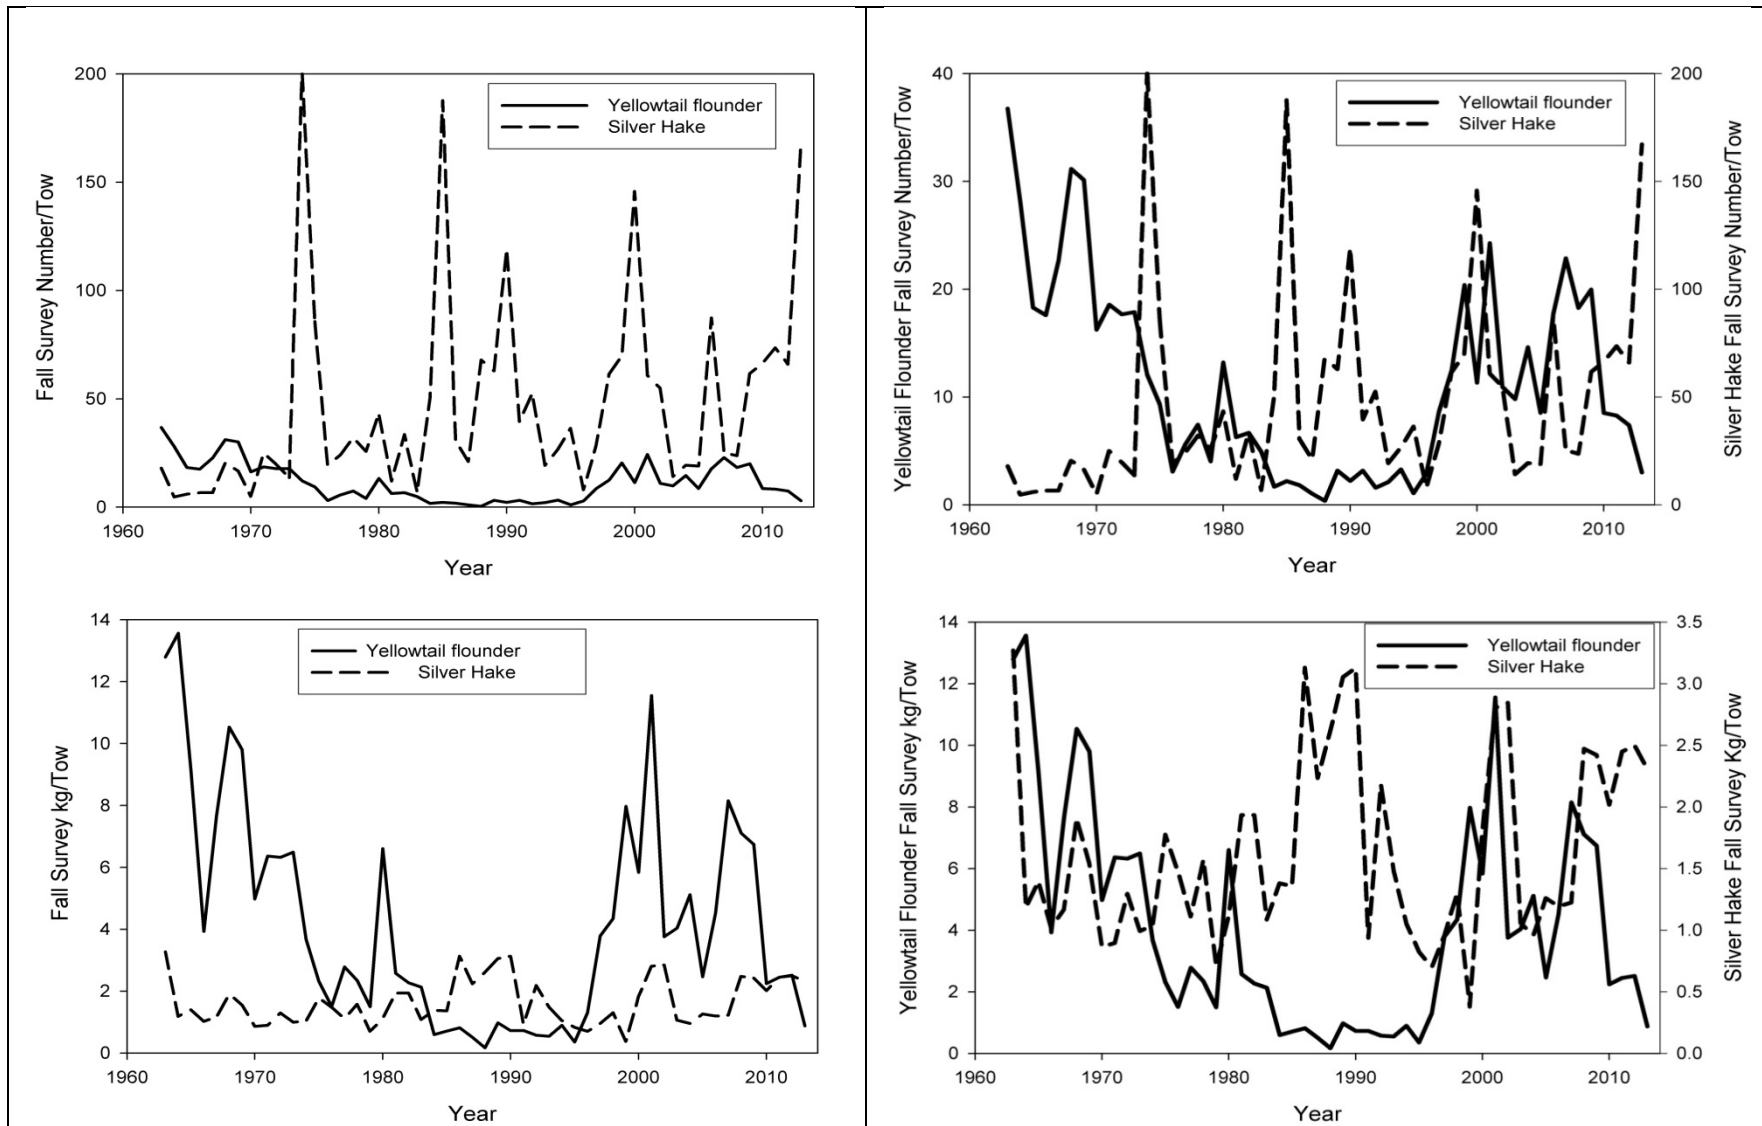 200
150
100
50
0
Fall Survey Number/Tow
Yellowtail flounder
Silver Hake
1960 1970 1980 1990 2000 2010
Year
40
30
20
10
0
Yellowtail Flounder Fall Survey Number/Tow
Yellowtail flounder
Silver Hake
200
150
100
50
0
Silver Hake Fall Survey Number/Tow
1960 1970 1980 1990 2000 2010
Year
14
12
10
8
6
4
2
0
Fall Survey kg/Tow
Yellowtail flounder
Silver Hake
1960 1970 1980 1990 2000 2010
Year
14
12
10
8
6
4
2
0
Yellowtail Flounder Fall Survey kg/Tow
Yellowtail flounder
Silver Hake
3.5
3.0
2.5
2.0
1.5
1.0
0.5
0.0
Silver Hake Fall Survey Kg/Tow
1960 1970 1980 1990 2000 2010
Year